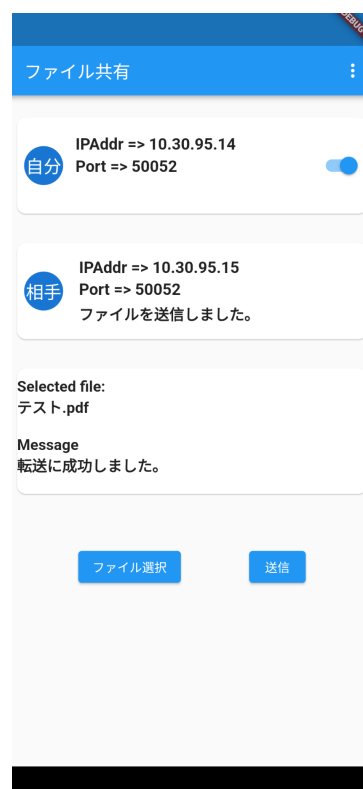 DEBUG
ファイル共有
自分
IPAddr => 10.30.95.14
Port => 50052
相手
IPAddr => 10.30.95.15
Port => 50052
ファイルを送信しました。
Selected file:
テスト.pdf
Message
転送に成功しました。
ファイル選択
送信